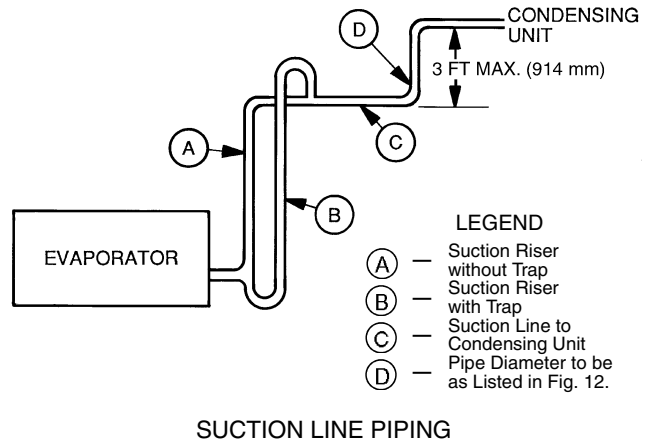 CONDENSING
UNIT
D
3 FT MAX. (914 mm)
A
C
B
EVAPORATOR
LEGEND
A — Suction Riser
without Trap
B — Suction Riser
with Trap
C — Suction Line to
Condensing Unit
D — Pipe Diameter to be
as Listed in Fig. 12.
SUCTION LINE PIPING